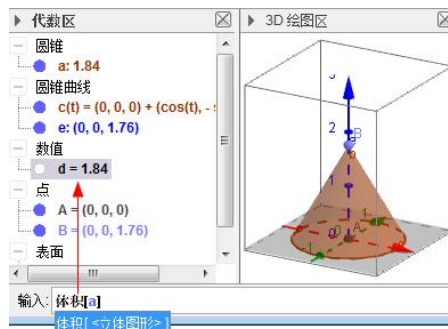 代数区
圆锥
a: 1.84
圆锥曲线
c(t) = (0, 0, 0) + (cos(t), -
e: (0, 0, 1.76)
数值
d = 1.84
点
A = (0, 0, 0)
B = (0, 0, 1.76)
表面
输入: 体积[a]
体积[ <立体图形> ]
3D 绘图区
2
B
1
0
A
1